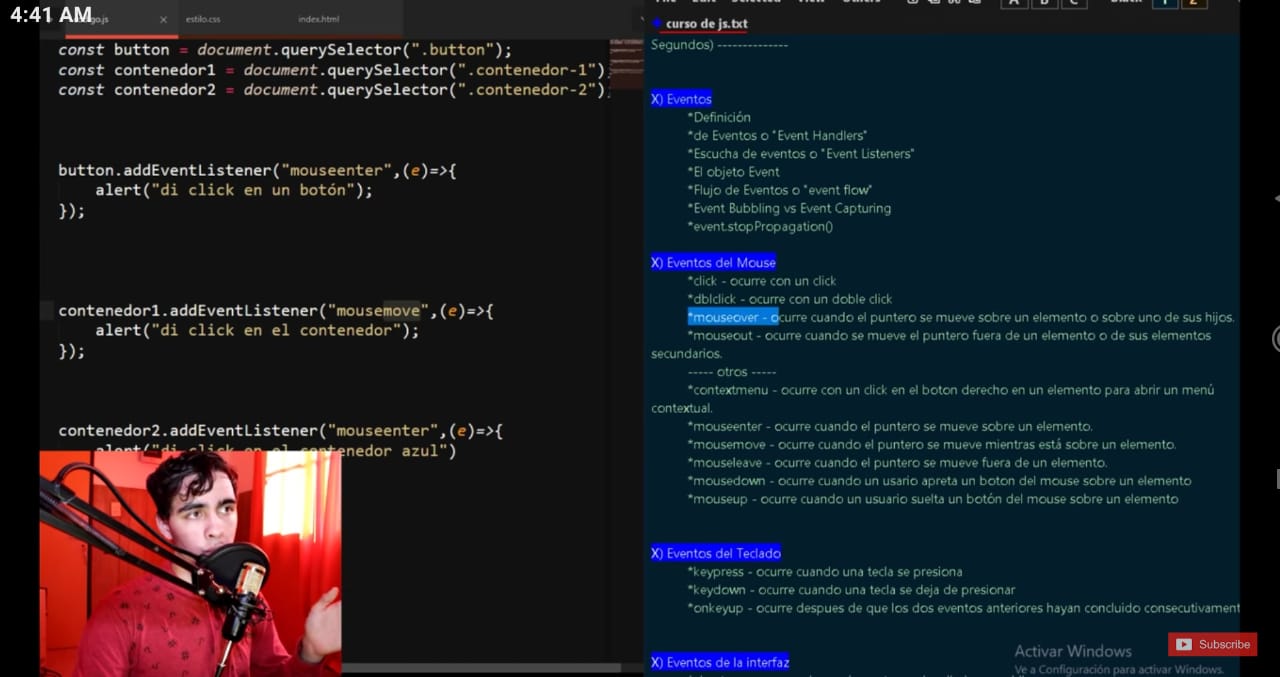 4:41 AM
go.js
estilo.css
index.html
const button = document.querySelector(".button");
const contenedor1 = document.querySelector(".contenedor-1")
const contenedor2 = document.querySelector(".contenedor-2")
button.addEventListener("mouseenter",(e)=>{
alert("di click en un botón");
});
contenedor1.addEventListener("mousemove",(e)=>{
alert("di click en el contenedor");
});
contenedor2.addEventListener("mouseenter",(e)=>{
alert("di click en el contenedor azul")
curso de js.txt
Segundos) --------------
X) Eventos
*Definición
*de Eventos o "Event Handlers"
*Escucha de eventos o "Event Listeners"
*El objeto Event
*Flujo de Eventos o "event flow"
*Event Bubbling vs Event Capturing
*event.stopPropagation()
X) Eventos del Mouse
*click - ocurre con un click
*dblclick - ocurre con un doble click
*mouseover - ocurre cuando el puntero se mueve sobre un elemento o sobre uno de sus hijos.
*mouseout - ocurre cuando se mueve el puntero fuera de un elemento o de sus elementos
secundarios.
----- otros -----
*contextmenu - ocurre con un click en el boton derecho en un elemento para abrir un menú
contextual.
*mouseenter - ocurre cuando el puntero se mueve sobre un elemento.
*mousemove - ocurre cuando el puntero se mueve mientras está sobre un elemento.
*mouseleave - ocurre cuando el puntero se mueve fuera de un elemento.
*mousedown - ocurre cuando un usario apreta un boton del mouse sobre un elemento
*mouseup - ocurre cuando un usuario suelta un botón del mouse sobre un elemento
X) Eventos del Teclado
*keypress - ocurre cuando una tecla se presiona
*keydown - ocurre cuando una tecla se deja de presionar
*onkeyup - ocurre despues de que los dos eventos anteriores hayan concluido consecutivament
X) Eventos de la interfaz
Subscribe
Activar Windows
Ve a Configuración para activar Windows.